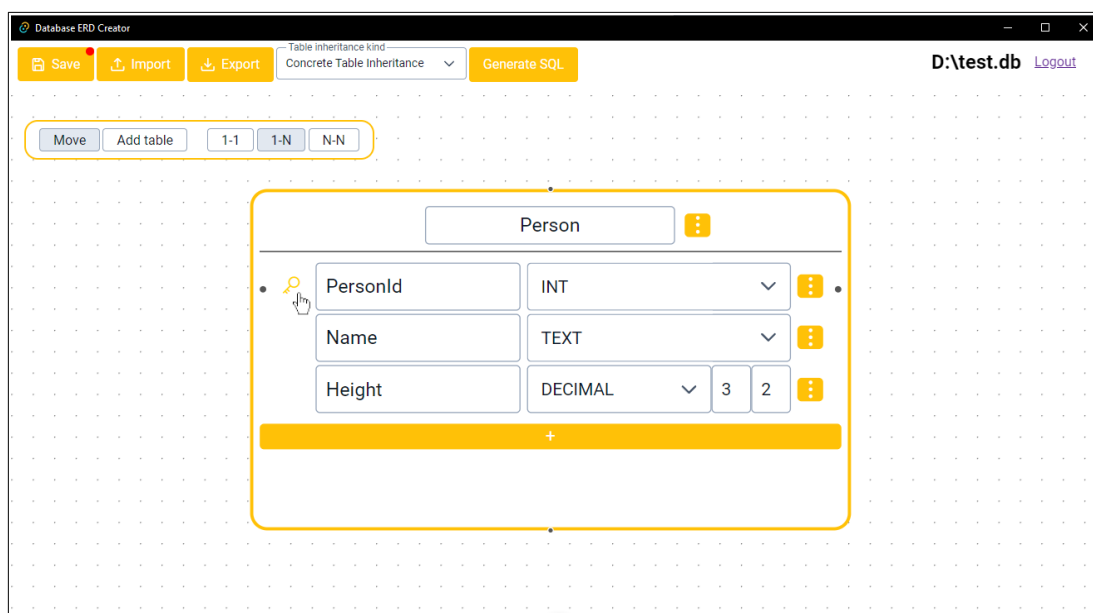 Database ERD Creator
Table inheritance kind
Save Import Export Concrete Table Inheritance Generate SQL D:\test.db Logout
Move Add table 1-1 1-N N-N
Person
PersonId INT
Name TEXT
Height DECIMAL 3 2
+